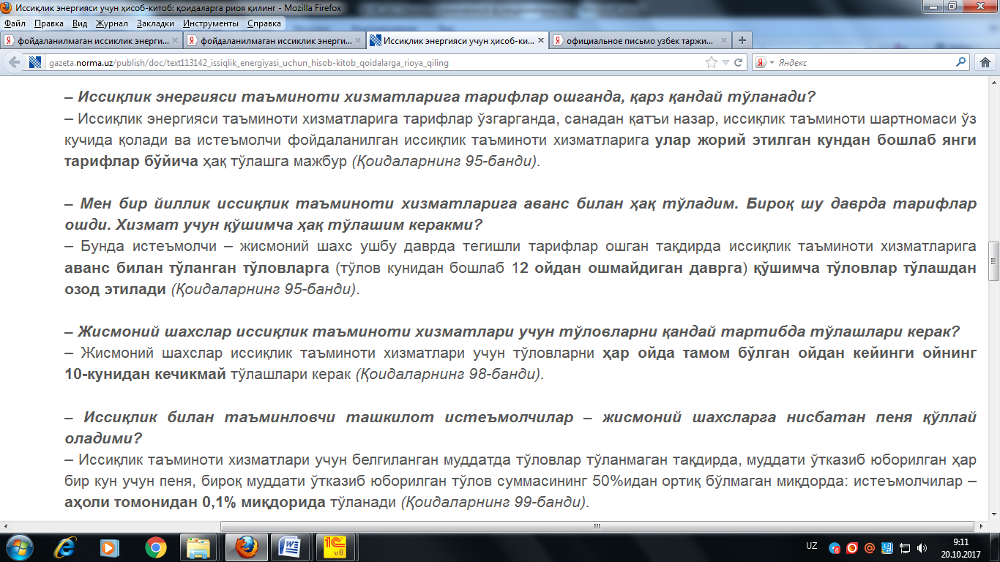 Иссиқлик энергияси учун ҳисоб-китоб: қоидаларга риоя қилинг - Mozilla Firefox
Файл Правка Вид Журнал Закладки Инструменты Справка
фойдаланилмаган иссиклик энерги... фойдаланилмаган иссиклик энерги... Иссиқлик энергияси учун ҳисоб-ки... официальное письмо узбек таржи...
gazeta.norma.uz/publish/doc/text113142_issiqlik_energiyasi_uchun_hisob-kitob_qoidalarga_rioya_qiling Яндекс
– Иссиқлик энергияси таъминоти хизматларига тарифлар ошганда, қарз қандай тўланади?
– Иссиқлик энергияси таъминоти хизматларига тарифлар ўзгарганда, санадан қатъи назар, иссиқлик таъминоти шартномаси ўз
кучида қолади ва истеъмолчи фойдаланилган иссиқлик таъминоти хизматларига улар жорий этилган кундан бошлаб янги
тарифлар бўйича ҳақ тўлашга мажбур (Қоидаларнинг 95-банди).
– Мен бир йиллик иссиқлик таъминоти хизматларига аванс билан ҳақ тўладим. Бироқ шу даврда тарифлар
ошди. Хизмат учун қўшимча ҳақ тўлашим керакми?
– Бунда истеъмолчи – жисмоний шахс ушбу даврда тегишли тарифлар ошган тақдирда иссиқлик таъминоти хизматларига
аванс билан тўланган тўловларга (тўлов кунидан бошлаб 12 ойдан ошмайдиган даврга) қўшимча тўловлар тўлашдан
озод этилади (Қоидаларнинг 95-банди).
– Жисмоний шахслар иссиқлик таъминоти хизматлари учун тўловларни қандай тартибда тўлашлари керак?
– Жисмоний шахслар иссиқлик таъминоти хизматлари учун тўловларни ҳар ойда тамом бўлган ойдан кейинги ойнинг
10-кунидан кечикмай тўлашлари керак (Қоидаларнинг 98-банди).
– Иссиқлик билан таъминловчи ташкилот истеъмолчилар – жисмоний шахсларга нисбатан пеня қўллай
оладими?
– Иссиқлик таъминоти хизматлари учун белгиланган муддатда тўловлар тўланмаган тақдирда, муддати ўтказиб юборилган ҳар
бир кун учун пеня, бироқ муддати ўтказиб юборилган тўлов суммасининг 50%идан ортиқ бўлмаган миқдорда: истеъмолчилар –
аҳоли томонидан 0,1% миқдорида тўланади (Қоидаларнинг 99-банди).
UZ 9:11
20.10.2017